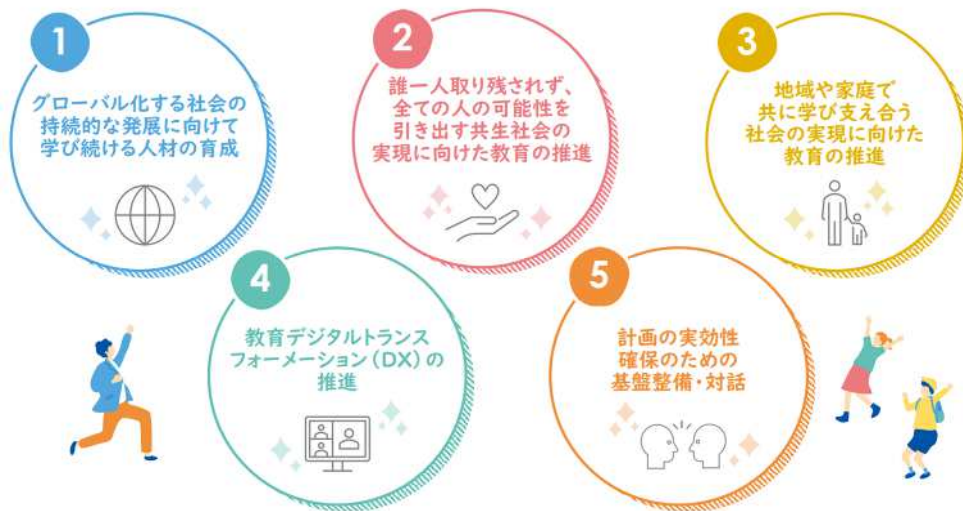 1
グローバル化する社会の
持続的な発展に向けて
学び続ける人材の育成
2
誰一人取り残されず、
全ての人の可能性を
引き出す共生社会の
実現に向けた教育の推進
3
地域や家庭で
共に学び支え合う
社会の実現に向けた
教育の推進
4
教育デジタルトランス
フォーメーション(DX)の
推進
5
計画の実効性
確保のための
基盤整備・対話